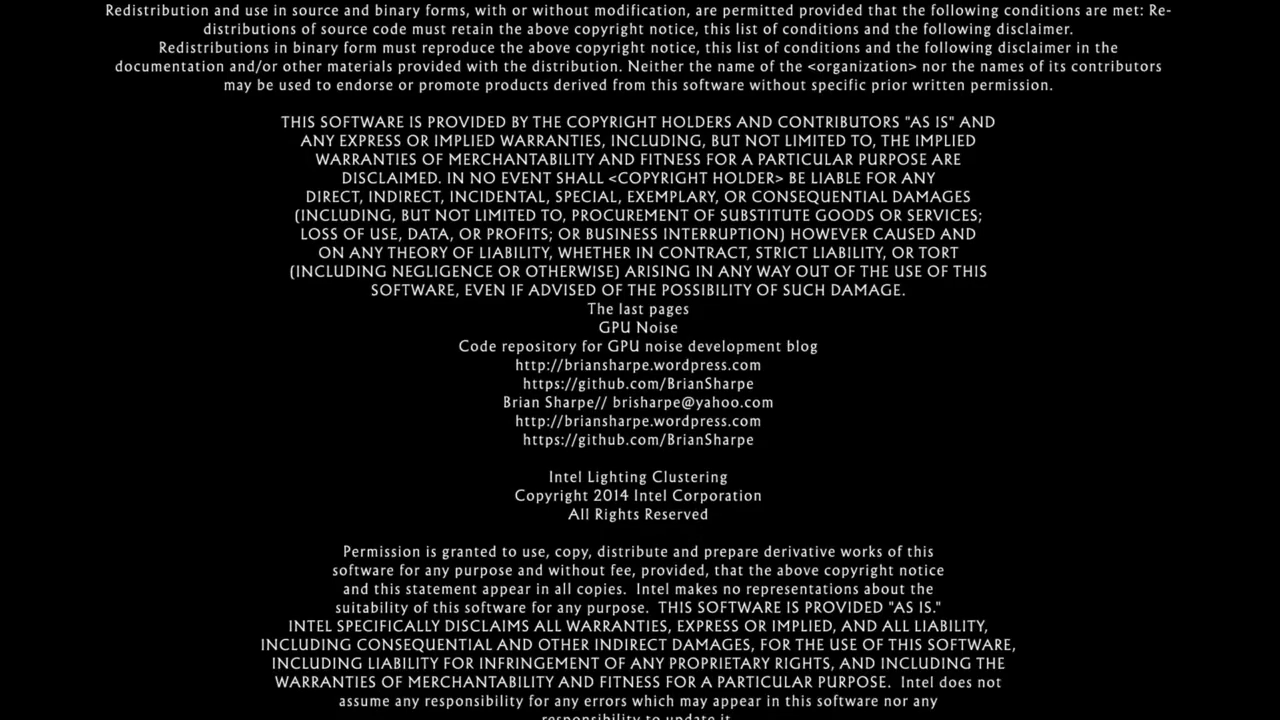 Redistribution and use in source and binary forms, with or without modification, are permitted provided that the following conditions are met: Re-
distributions of source code must retain the above copyright notice, this list of conditions and the following disclaimer.
Redistributions in binary form must reproduce the above copyright notice, this list of conditions and the following disclaimer in the
documentation and/or other materials provided with the distribution. Neither the name of the <organization> nor the names of its contributors
may be used to endorse or promote products derived from this software without specific prior written permission.
THIS SOFTWARE IS PROVIDED BY THE COPYRIGHT HOLDERS AND CONTRIBUTORS "AS IS" AND
ANY EXPRESS OR IMPLIED WARRANTIES, INCLUDING, BUT NOT LIMITED TO, THE IMPLIED
WARRANTIES OF MERCHANTABILITY AND FITNESS FOR A PARTICULAR PURPOSE ARE
DISCLAIMED. IN NO EVENT SHALL <COPYRIGHT HOLDER> BE LIABLE FOR ANY
DIRECT, INDIRECT, INCIDENTAL, SPECIAL, EXEMPLARY, OR CONSEQUENTIAL DAMAGES
(INCLUDING, BUT NOT LIMITED TO, PROCUREMENT OF SUBSTITUTE GOODS OR SERVICES;
LOSS OF USE, DATA, OR PROFITS; OR BUSINESS INTERRUPTION) HOWEVER CAUSED AND
ON ANY THEORY OF LIABILITY, WHETHER IN CONTRACT, STRICT LIABILITY, OR TORT
(INCLUDING NEGLIGENCE OR OTHERWISE) ARISING IN ANY WAY OUT OF THE USE OF THIS
SOFTWARE, EVEN IF ADVISED OF THE POSSIBILITY OF SUCH DAMAGE.
The last pages
GPU Noise
Code repository for GPU noise development blog
http://briansharpe.wordpress.com
https://github.com/BrianSharpe
Brian Sharpe// brisharpe@yahoo.com
http://briansharpe.wordpress.com
https://github.com/BrianSharpe
Intel Lighting Clustering
Copyright 2014 Intel Corporation
All Rights Reserved
Permission is granted to use, copy, distribute and prepare derivative works of this
software for any purpose and without fee, provided, that the above copyright notice
and this statement appear in all copies.  Intel makes no representations about the
suitability of this software for any purpose.  THIS SOFTWARE IS PROVIDED "AS IS."
INTEL SPECIFICALLY DISCLAIMS ALL WARRANTIES, EXPRESS OR IMPLIED, AND ALL LIABILITY,
INCLUDING CONSEQUENTIAL AND OTHER INDIRECT DAMAGES, FOR THE USE OF THIS SOFTWARE,
INCLUDING LIABILITY FOR INFRINGEMENT OF ANY PROPRIETARY RIGHTS, AND INCLUDING THE
WARRANTIES OF MERCHANTABILITY AND FITNESS FOR A PARTICULAR PURPOSE.  Intel does not
assume any responsibility for any errors which may appear in this software nor any
responsibility to update it.